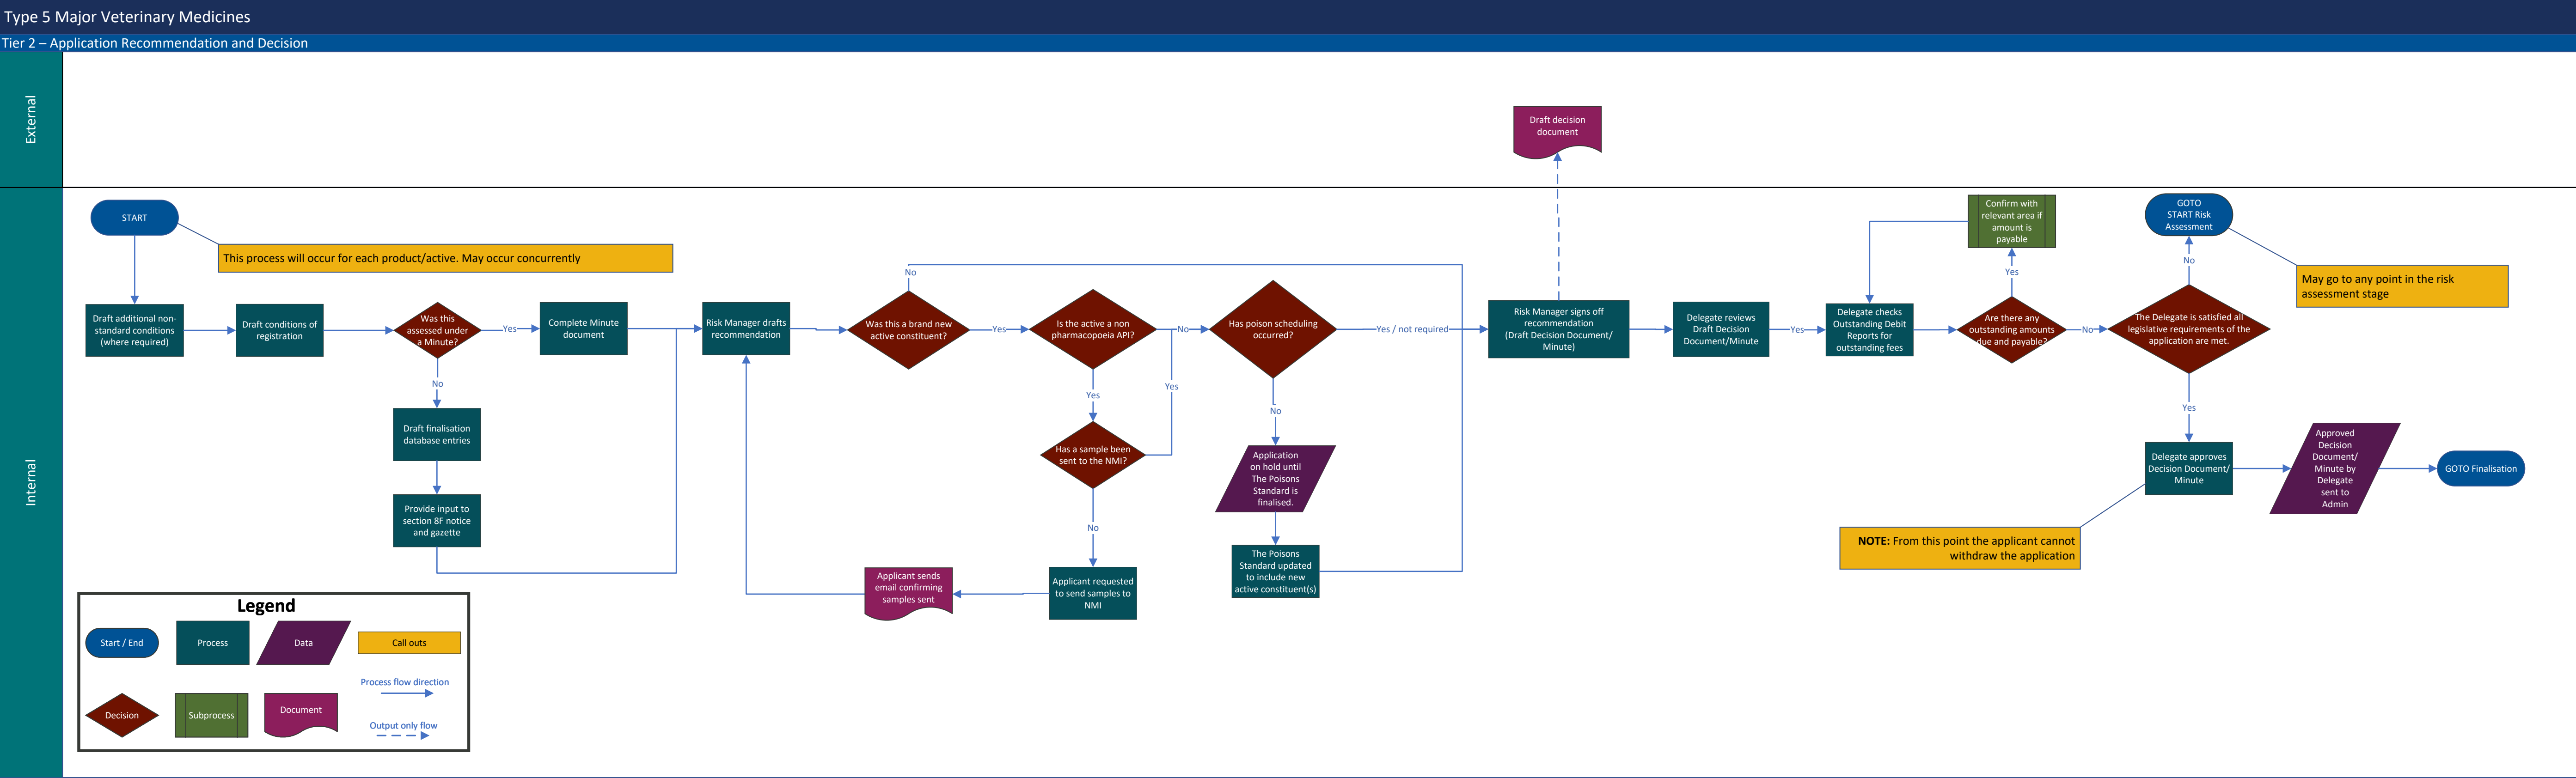 Type 5 Major Veterinary Medicines
Tier 2 – Application Recommendation and Decision
External
Draft decision
document
Internal
START
This process will occur for each product/active. May occur concurrently
Draft additional non-
standard conditions
(where required)
Draft conditions of
registration
Was this
assessed under
a Minute?
Yes
Complete Minute
document
No
Draft finalisation
database entries
Provide input to
section 8F notice
and gazette
Risk Manager drafts
recommendation
Was this a brand new
active constituent?
No
Yes
Is the active a non
pharmacopoeia API?
No
Yes
Has a sample been
sent to the NMI?
Yes
No
Applicant requested
to send samples to
NMI
Applicant sends
email confirming
samples sent
Has poison scheduling
occurred?
Yes / not required
No
Application
on hold until
The Poisons
Standard is
finalised.
The Poisons
Standard updated
to include new
active constituent(s)
Risk Manager signs off
recommendation
(Draft Decision Document/
Minute)
Delegate reviews
Draft Decision
Document/Minute
Yes
Delegate checks
Outstanding Debit
Reports for
outstanding fees
Are there any
outstanding amounts
due and payable?
Yes
Confirm with
relevant area if
amount is
payable
No
The Delegate is satisfied all
legislative requirements of the
application are met.
No
GOTO
START Risk
Assessment
May go to any point in the risk
assessment stage
Yes
Delegate approves
Decision Document/
Minute
NOTE: From this point the applicant cannot
withdraw the application
Approved
Decision
Document/
Minute by
Delegate
sent to
Admin
GOTO Finalisation
Legend
Start / End
Process
Data
Call outs
Process flow direction
Decision
Subprocess
Document
Output only flow